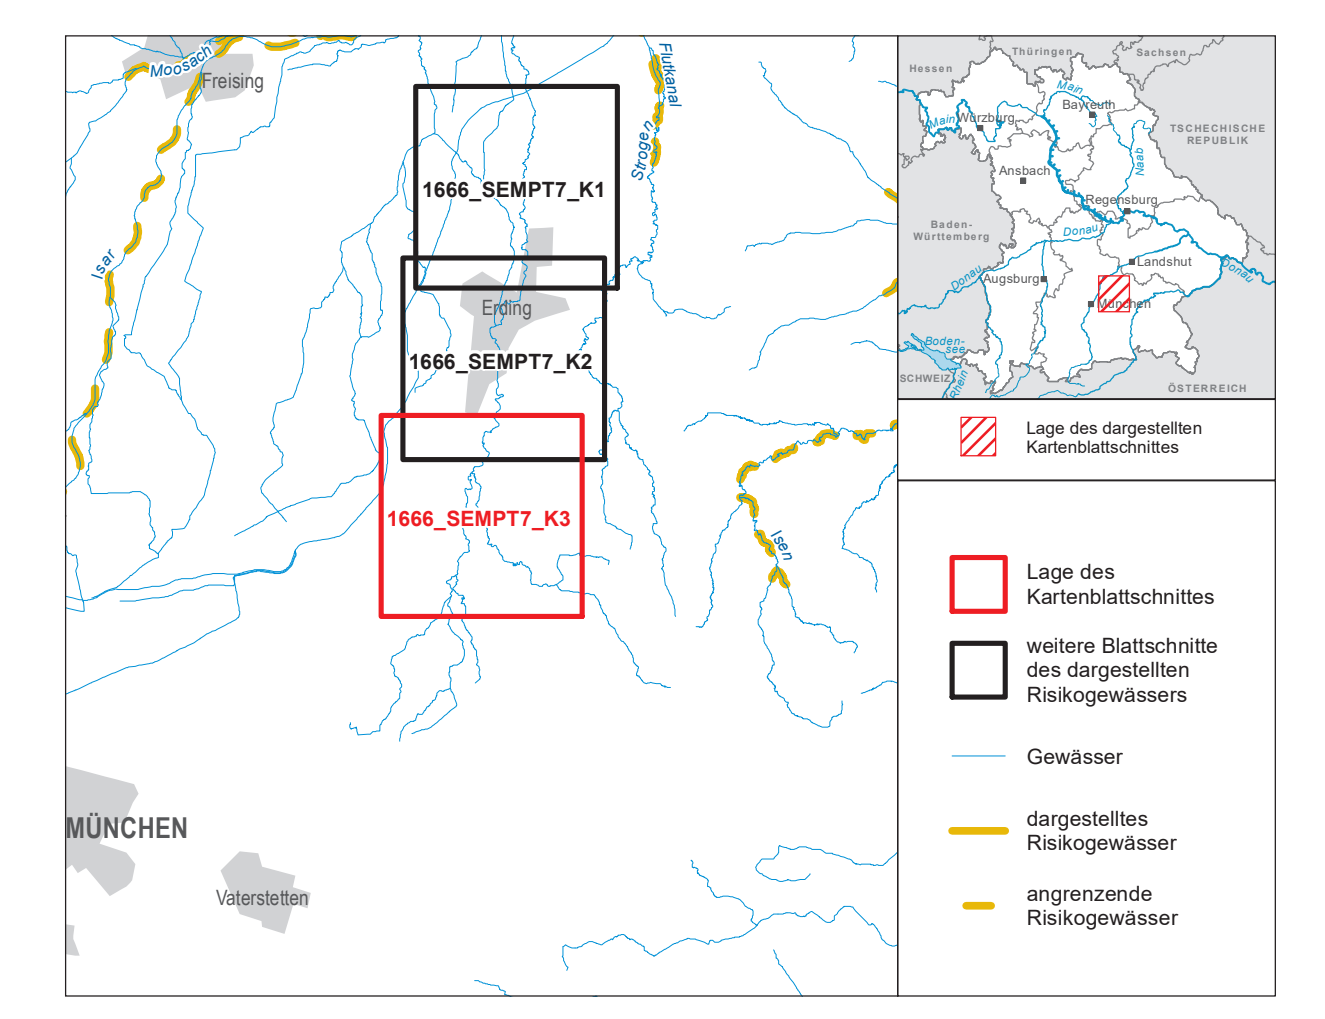 Moosach
Freising
Flutkanal
Strogen
1666_SEMPT7_K1
Isar
Erding
1666_SEMPT7_K2
1666_SEMPT7_K3
Isen
MÜNCHEN
Vaterstetten
Thüringen
Sachsen
Hessen
Main
Bayreuth
Main
Würzburg
TSCHECHISCHE
REPUBLIK
Naab
Ansbach
Regensburg
Baden-
Württemberg
Donau
Landshut
Donau
Donau
Augsburg
München
Boden-
see
SCHWEIZ
Rhein
ÖSTERREICH
Lage des dargestellten
Kartenblattschnittes
Lage des
Kartenblattschnittes
weitere Blattschnitte
des dargestellten
Risikogewässers
Gewässer
dargestelltes
Risikogewässer
angrenzende
Risikogewässer